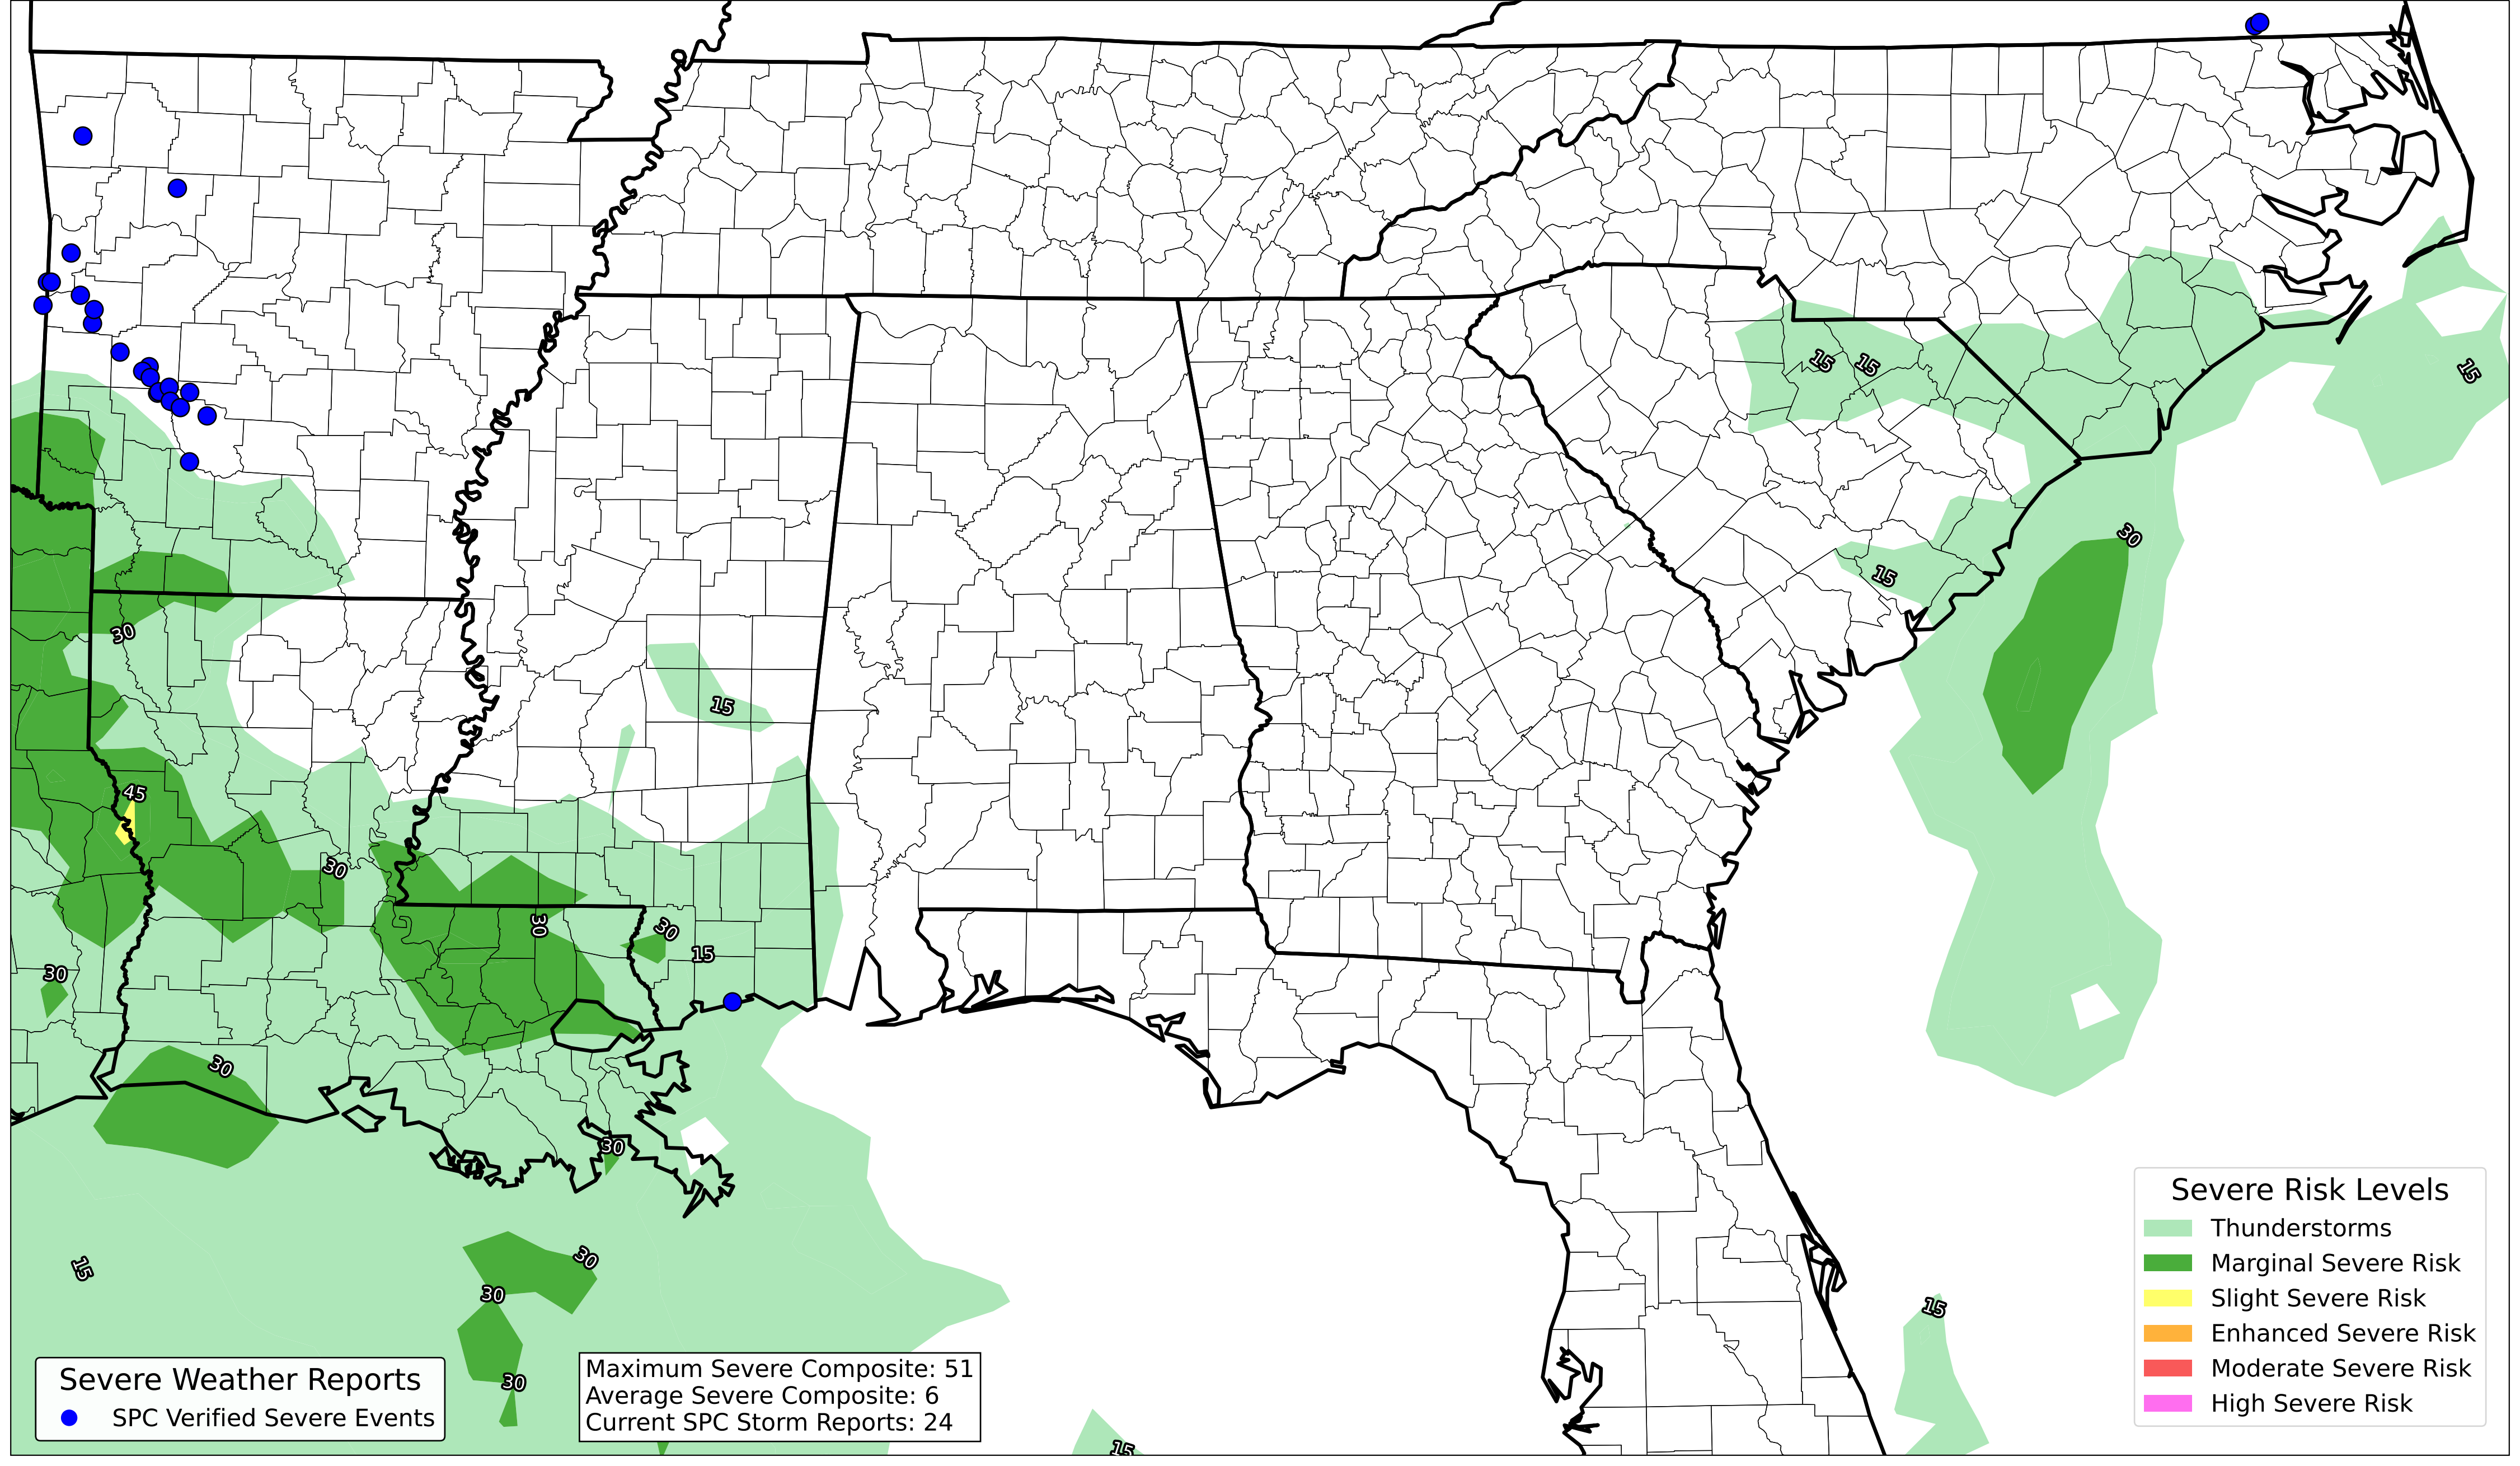 15
15
15
30
15
30
15
45
30
30
30
15
30
30
30
30
15
30
30
30
15
15
Severe Risk Levels
Thunderstorms
Marginal Severe Risk
Slight Severe Risk
Enhanced Severe Risk
Moderate Severe Risk
High Severe Risk
Severe Weather Reports
SPC Verified Severe Events
Maximum Severe Composite: 51
Average Severe Composite: 6
Current SPC Storm Reports: 24